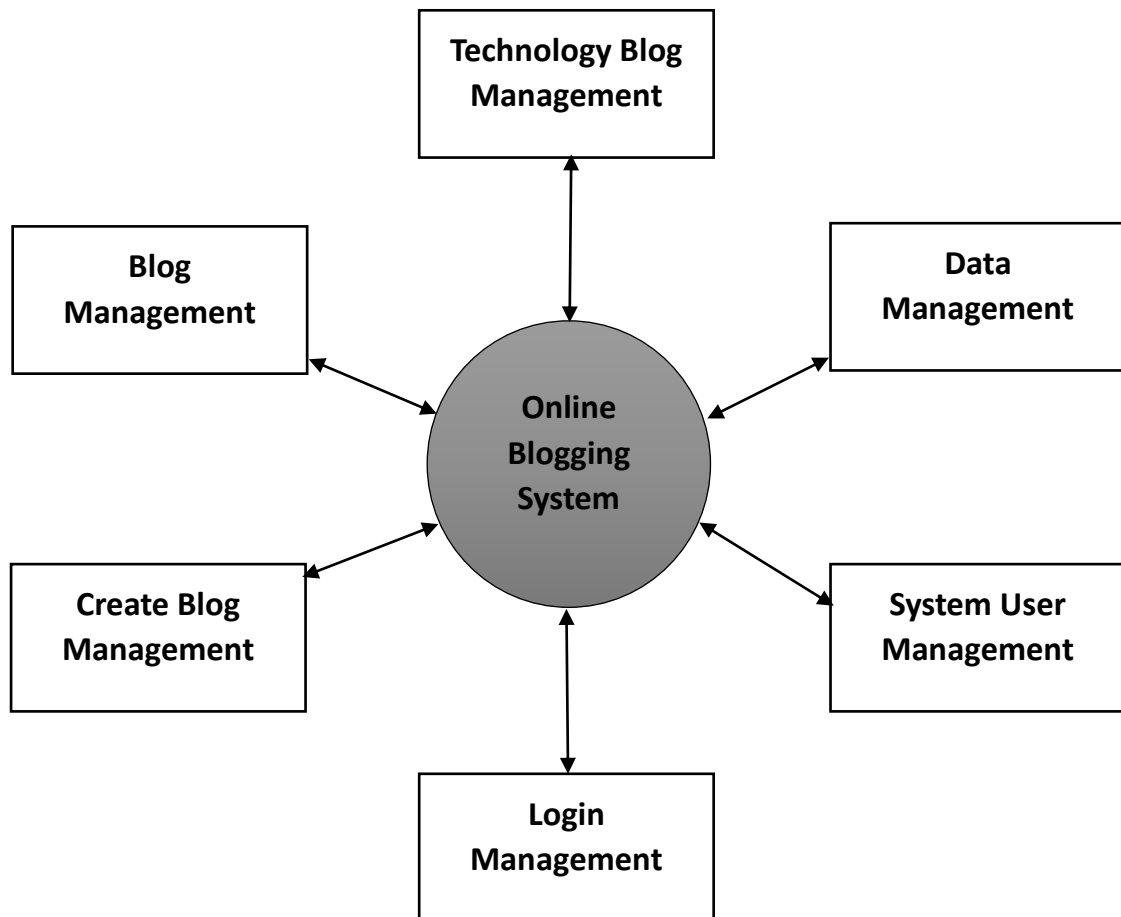 Technology Blog
Management
Blog
Management
Data
Management
Online
Blogging
System
Create Blog
Management
System User
Management
Login
Management